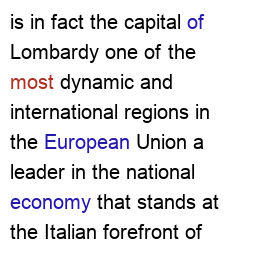 is in fact the capital of
Lombardy one of the
most dynamic and
international regions in
the European Union a
leader in the national
economy that stands at
the Italian forefront of